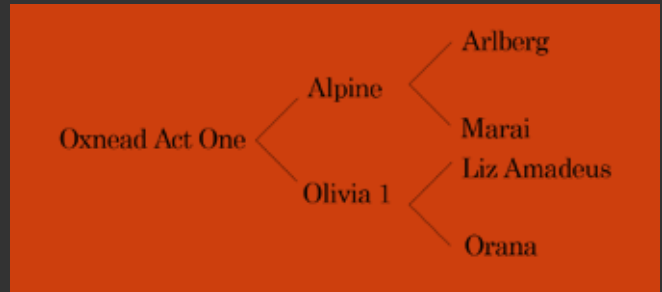 Arlberg
Alpine
Marai
Oxnead Act One
Liz Amadeus
Olivia 1
Orana